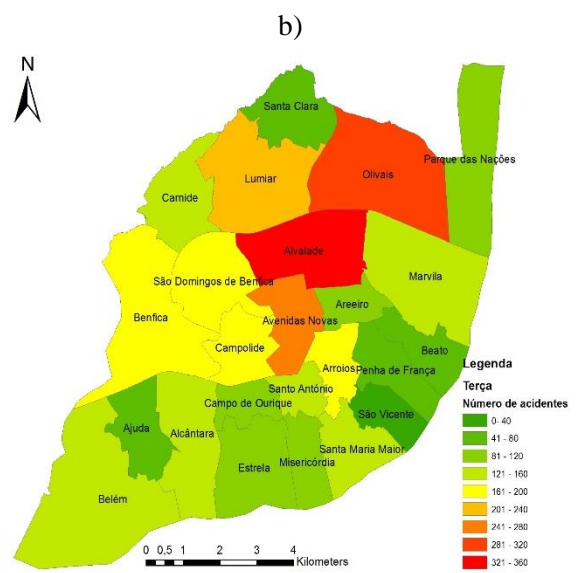 b)
N
Santa Clara
Parque das Nações
Olivais
Lumiar
Carnide
Alvalade
Marvila
São Domingos de Benfica
Areeiro
Benfica
Avenidas Novas
Campolide
Beato
Arroios
Penha de França
Santo António
Campo de Ourique
São Vicente
Ajuda
Alcântara
Santa Maria Maior
Estrela
Misericórdia
Belém
Legenda
Terça
Número de acidentes
0- 40
41 - 80
81 - 120
121 - 160
161 - 200
201 - 240
241 - 280
281 - 320
321 - 360
0 0,5 1 2 3 4
Kilometers